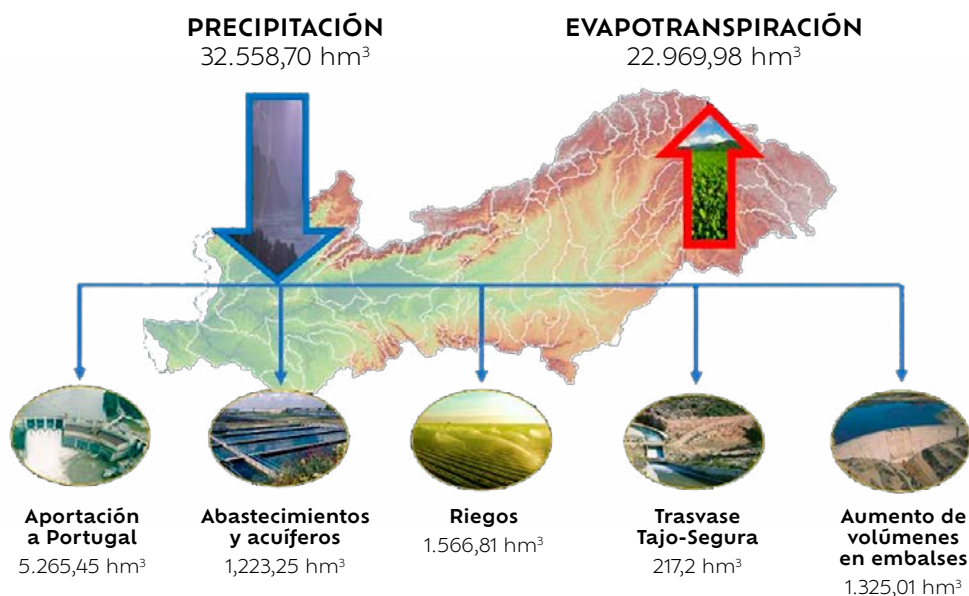 PRECIPITACIÓN
32.558,70 hm³
EVAPOTRANSPIRACIÓN
22.969,98 hm³
Aportación
a Portugal
5.265,45 hm³
Abastecimientos
y acuíferos
1,223,25 hm³
Riegos
1.566,81 hm³
Trasvase
Tajo-Segura
217,2 hm³
Aumento de
volúmenes
en embalses
1.325,01 hm³